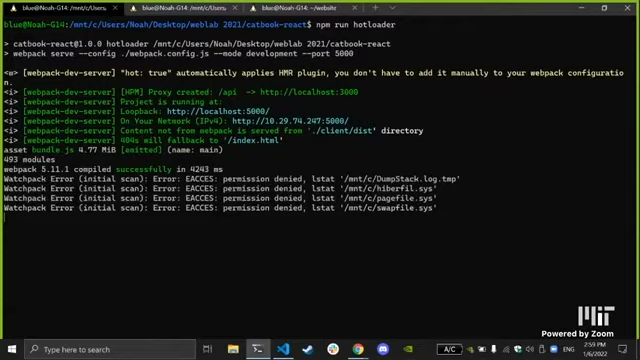 blue@Noah-G14: /mnt/c/Users/
blue@Noah-G14: /mnt/c/Users/
blue@Noah-G14: ~/website
blue@Noah-G14:/mnt/c/Users/Noah/Desktop/weblab 2021/catbook-react$ npm run hotloader
> catbook-react@1.0.0 hotloader /mnt/c/Users/Noah/Desktop/weblab 2021/catbook-react
> webpack serve --config ./webpack.config.js --mode development --port 5000
<w> [webpack-dev-server] "hot: true" automatically applies HMR plugin, you don't have to add it manually to your webpack configuratio
n.
<i> [webpack-dev-server] [HPM] Proxy created: /api -> http://localhost:3000
<i> [webpack-dev-server] Project is running at:
<i> [webpack-dev-server] Loopback: http://localhost:5000/
<i> [webpack-dev-server] On Your Network (IPv4): http://10.29.74.247:5000/
<i> [webpack-dev-server] Content not from webpack is served from './client/dist' directory
<i> [webpack-dev-server] 404s will fallback to '/index.html'
asset bundle.js 4.77 MiB [emitted] (name: main)
493 modules
webpack 5.11.1 compiled successfully in 4243 ms
Watchpack Error (initial scan): Error: EACCES: permission denied, lstat '/mnt/c/DumpStack.log.tmp'
Watchpack Error (initial scan): Error: EACCES: permission denied, lstat '/mnt/c/hiberfil.sys'
Watchpack Error (initial scan): Error: EACCES: permission denied, lstat '/mnt/c/pagefile.sys'
Watchpack Error (initial scan): Error: EACCES: permission denied, lstat '/mnt/c/swapfile.sys'
MIT
Powered by Zoom
Type here to search
A/C
ENG
2:59 PM
1/6/2022